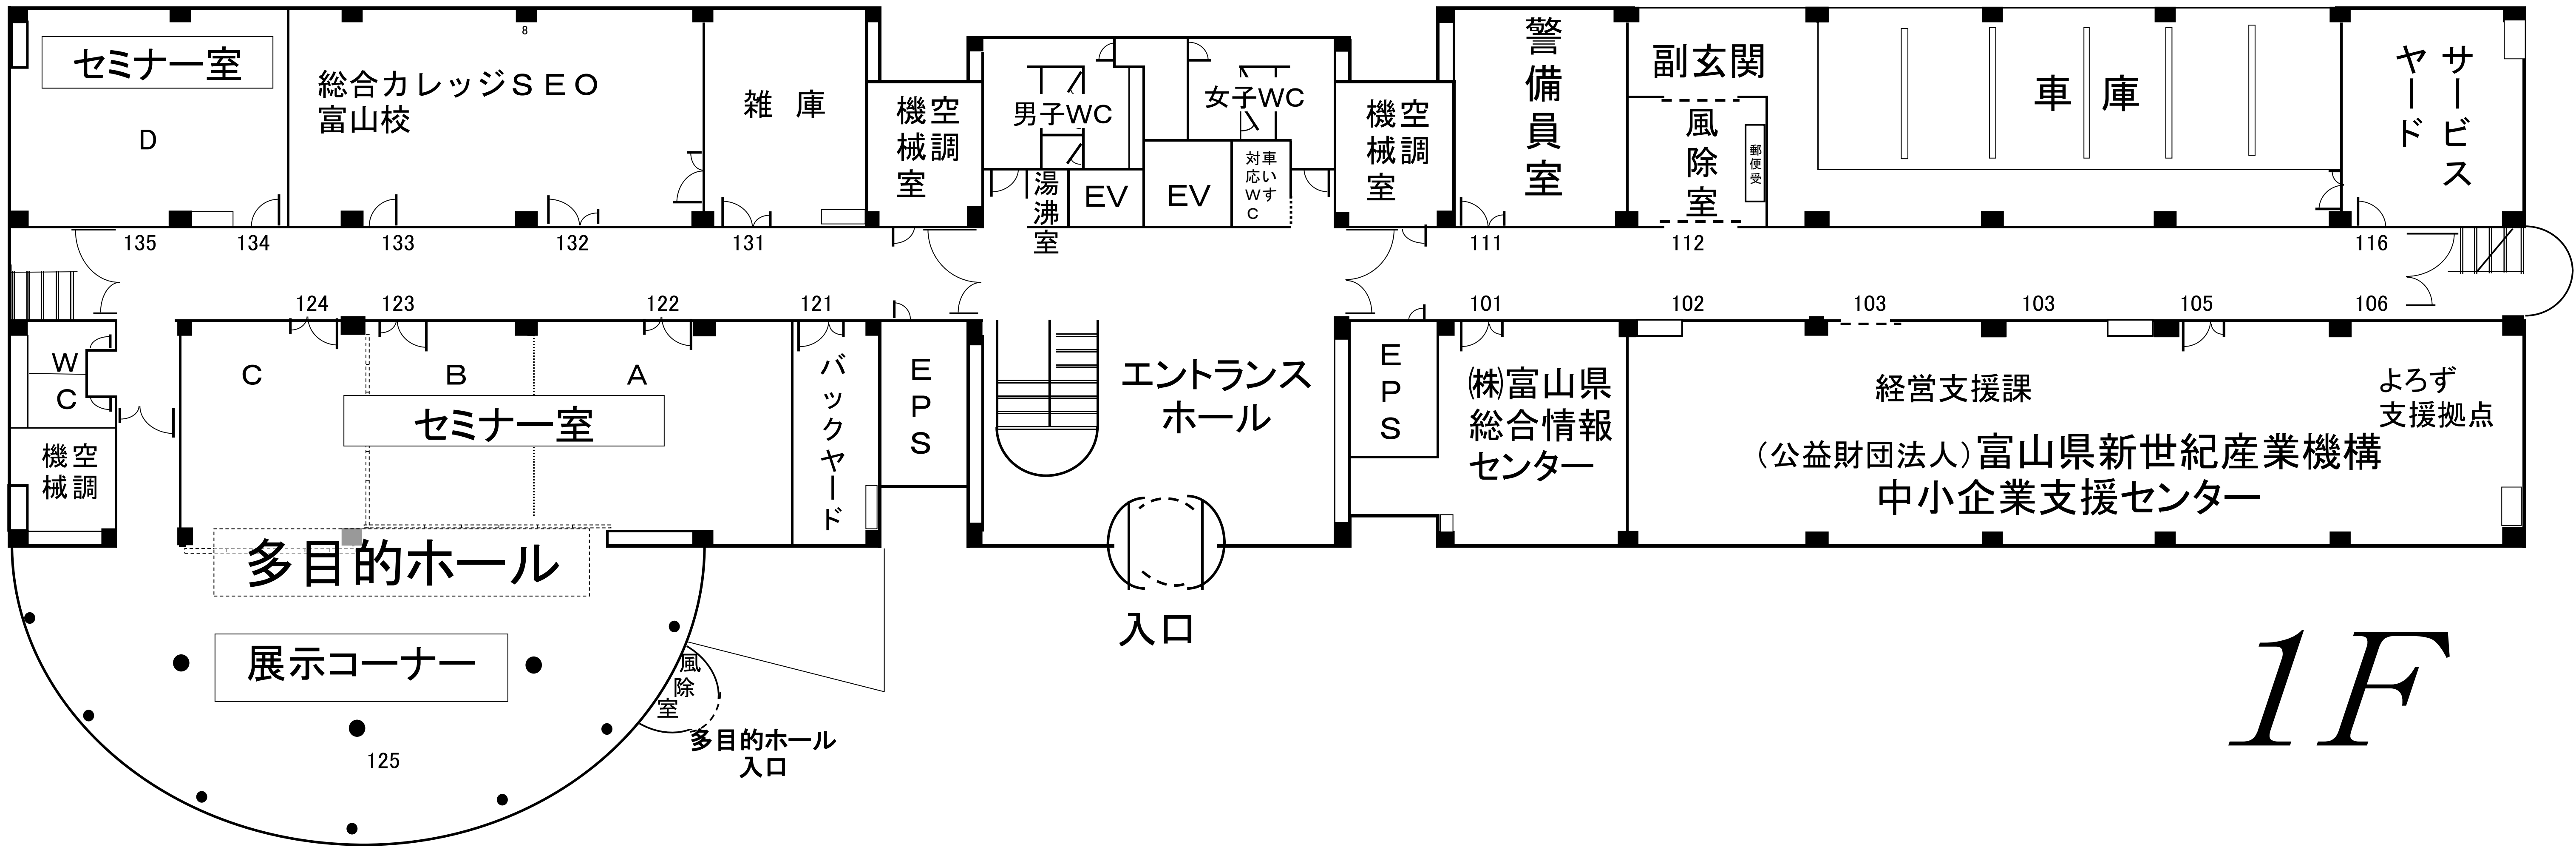 セミナー室
D
8
総合カレッジSEO
富山校
雑 庫
空調
機械室
男子WC
女子WC
湯沸室
EV
EV
車いす
対応WC
空調
機械室
警備員室
副玄関
風除室
郵便受
車 庫
サービス
ヤード
135
134
133
132
131
111
112
116
124
123
122
121
101
102
103
103
105
106
WC
空調
機械
C
B
A
セミナー室
バックヤード
EPS
エントランス
ホール
EPS
㈱富山県
総合情報
センター
経営支援課
よろず
支援拠点
（公益財団法人）富山県新世紀産業機構
中小企業支援センター
多目的ホール
展示コーナー
125
風除室
多目的ホール
入口
入口
1F